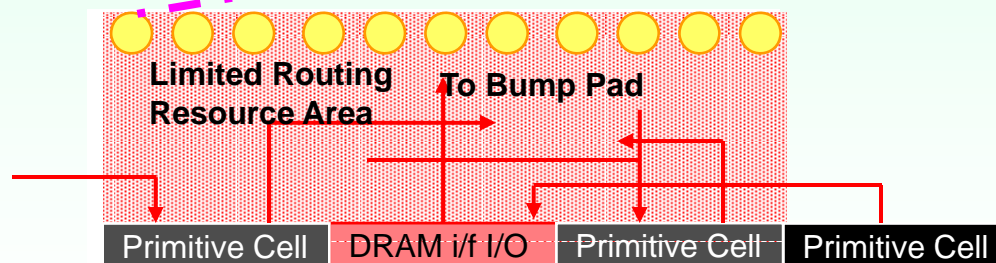 Limited Routing
Resource Area
To Bump Pad
Primitive Cell
DRAM i/f I/O
Primitive Cell
Primitive Cell